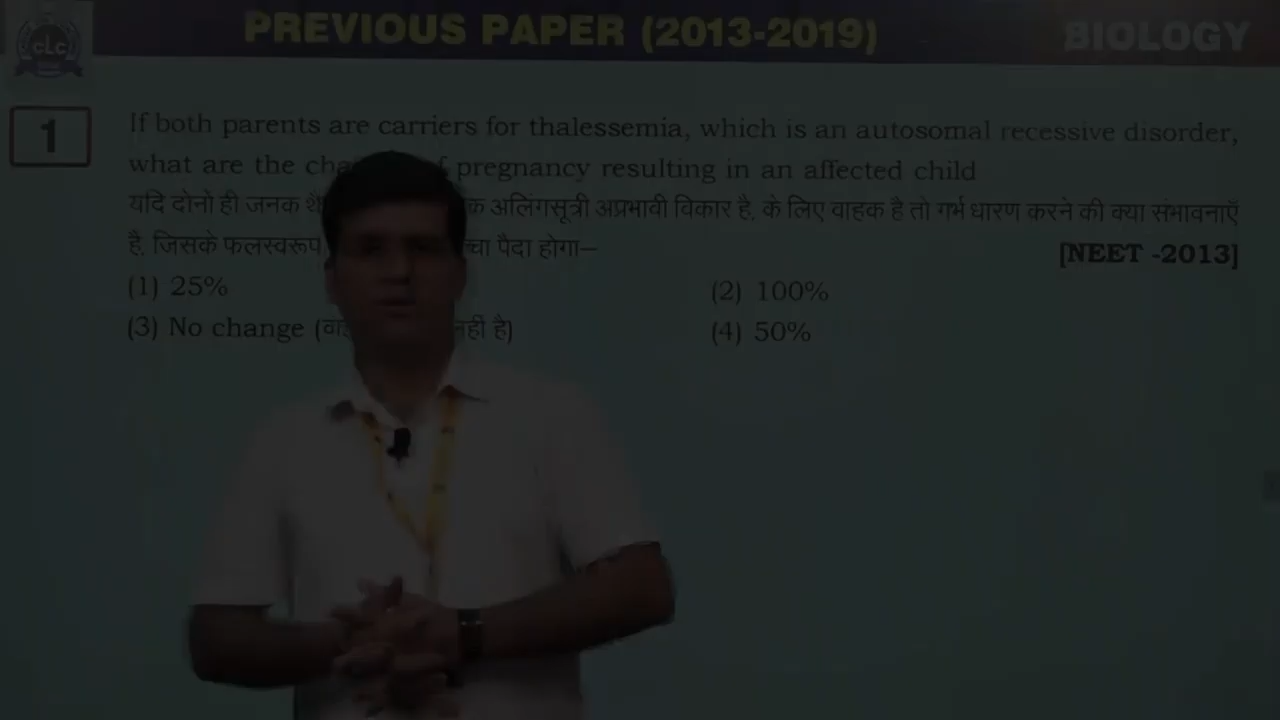 cLc
PREVIOUS PAPER (2013-2019)
BIOLOGY
1
If both parents are carriers for thalessemia, which is an autosomal recessive disorder,
what are the of pregnancy resulting in an affected child
यदि दोनों ही जनक अलिंगसूत्री अप्रभावी विकार है, के लिए वाहक है तो गर्भ धारण करने की क्या संभावनाएँ
है, जिसके फलस्वरूप पैदा होगा—
[NEET -2013]
(1) 25%
(2) 100%
(3) No change ( नहीं है)
(4) 50%